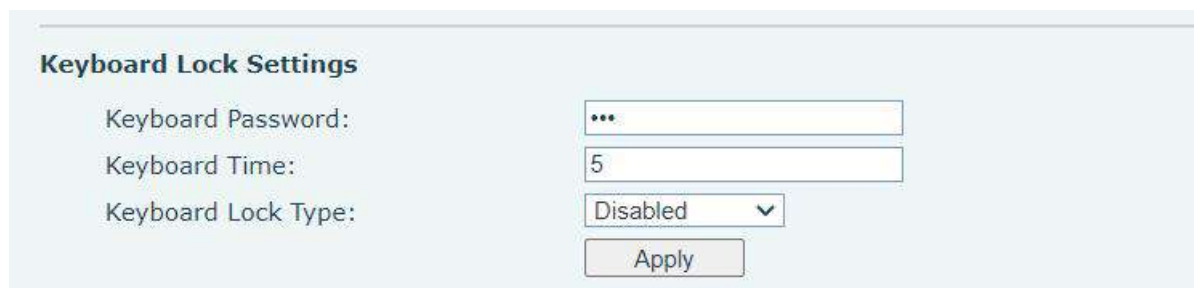 Keyboard Lock Settings
Keyboard Password: •••
Keyboard Time: 5
Keyboard Lock Type: Disabled
Apply